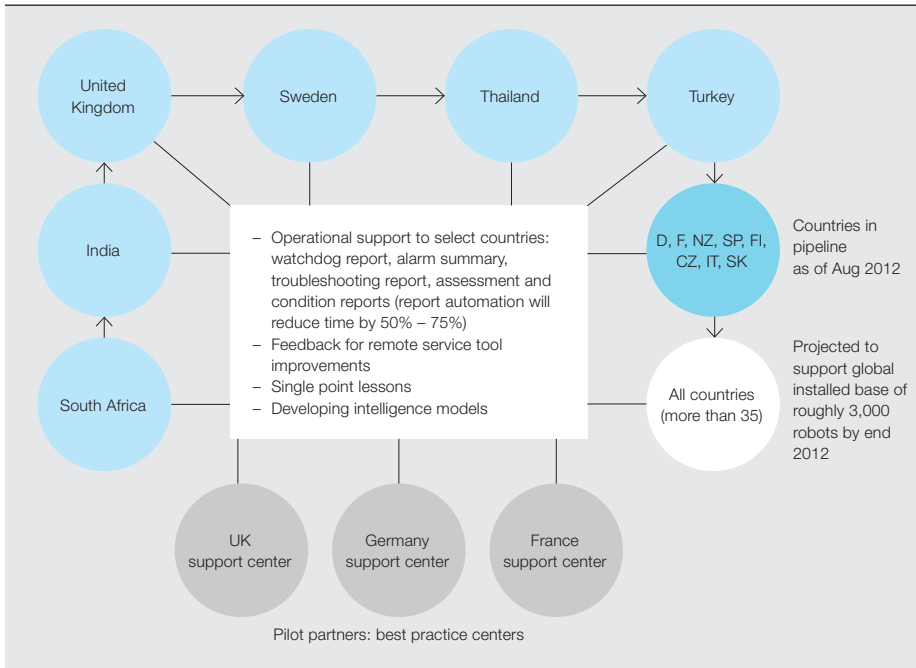 United
Kingdom
Sweden
Thailand
Turkey
India
South Africa
D, F, NZ, SP, FI,
CZ, IT, SK
Countries in
pipeline
as of Aug 2012
– Operational support to select countries:
watchdog report, alarm summary,
troubleshooting report, assessment and
condition reports (report automation will
reduce time by 50% – 75%)
– Feedback for remote service tool
improvements
– Single point lessons
– Developing intelligence models
All countries
(more than 35)
Projected to
support global
installed base of
roughly 3,000
robots by end
2012
UK
support center
Germany
support center
France
support center
Pilot partners: best practice centers